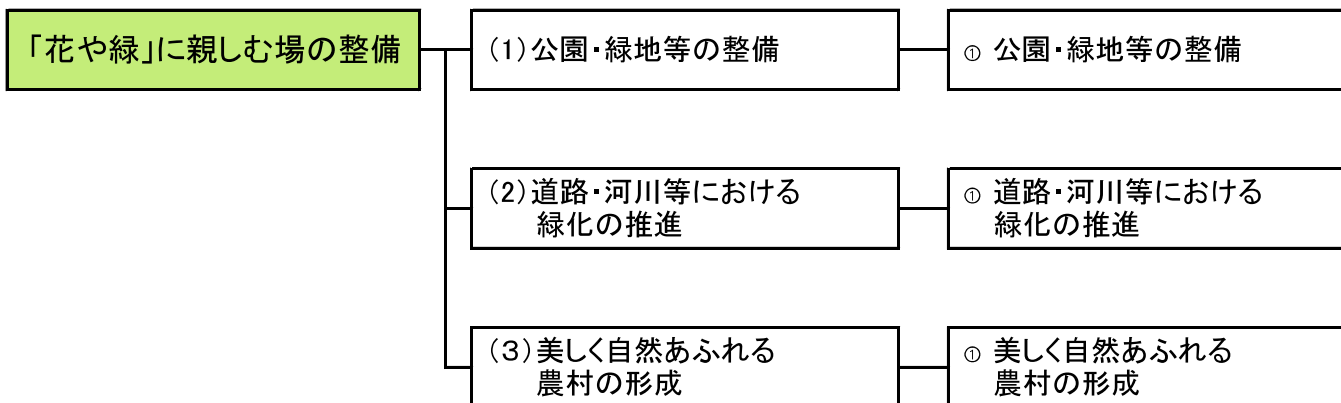 「花や緑」に親しむ場の整備
(1)公園・緑地等の整備
① 公園・緑地等の整備
(2)道路・河川等における
緑化の推進
① 道路・河川等における
緑化の推進
(3)美しく自然あふれる
農村の形成
① 美しく自然あふれる
農村の形成